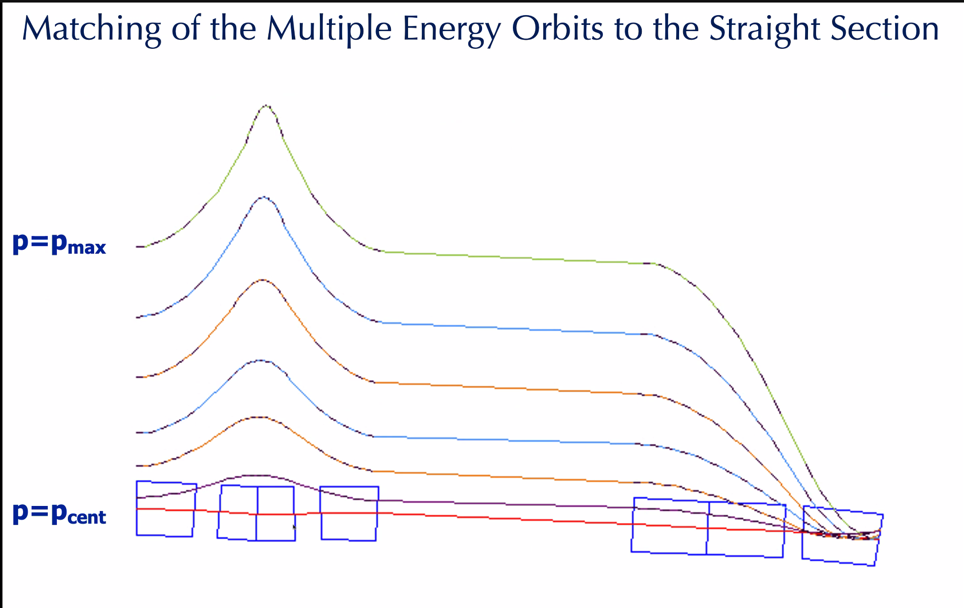 Matching of the Multiple Energy Orbits to the Straight Section
p=pmax
p=pcent